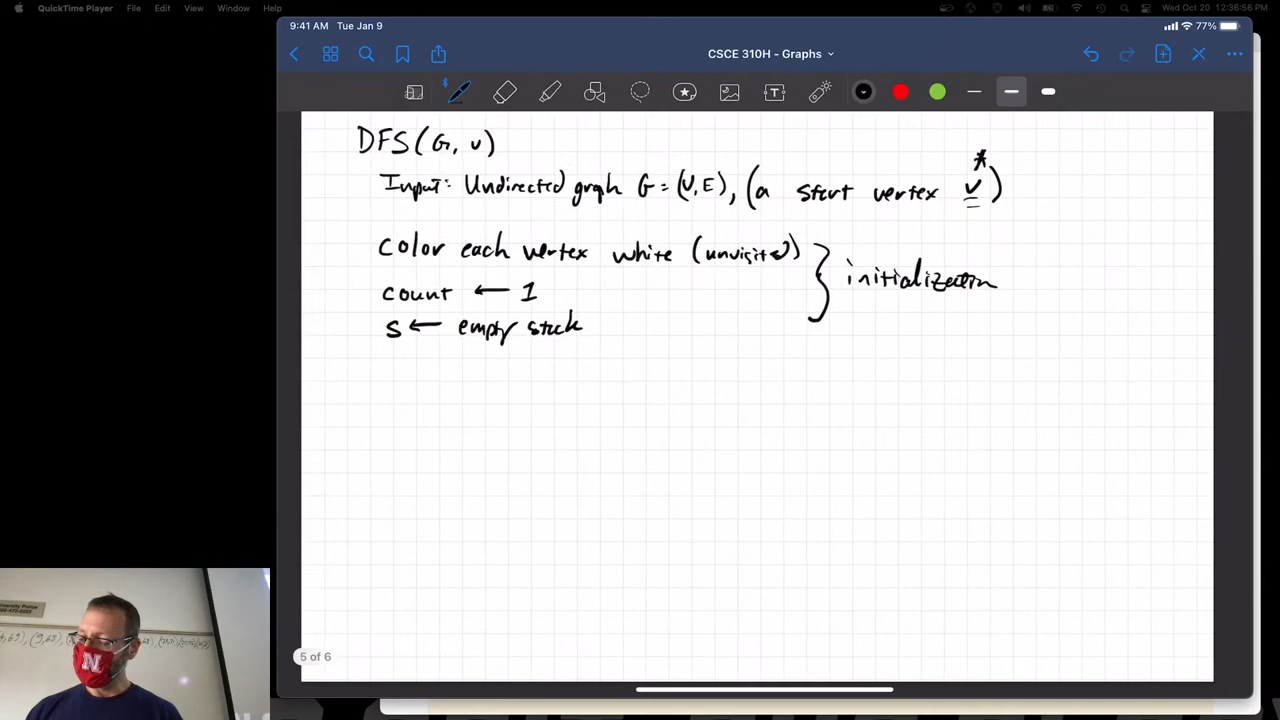 QuickTime Player File Edit View Window Help
Wed Oct 20 12:36:56 PM
9:41 AM Tue Jan 9
77%
CSCE 310H - Graphs
DFS(G, v)
Input: Undirected graph G = (V, E), (a start vertex v*)
color each vertex white (unvisited)
count ← 1
S ← empty stack
} initialization
5 of 6
University Police
N